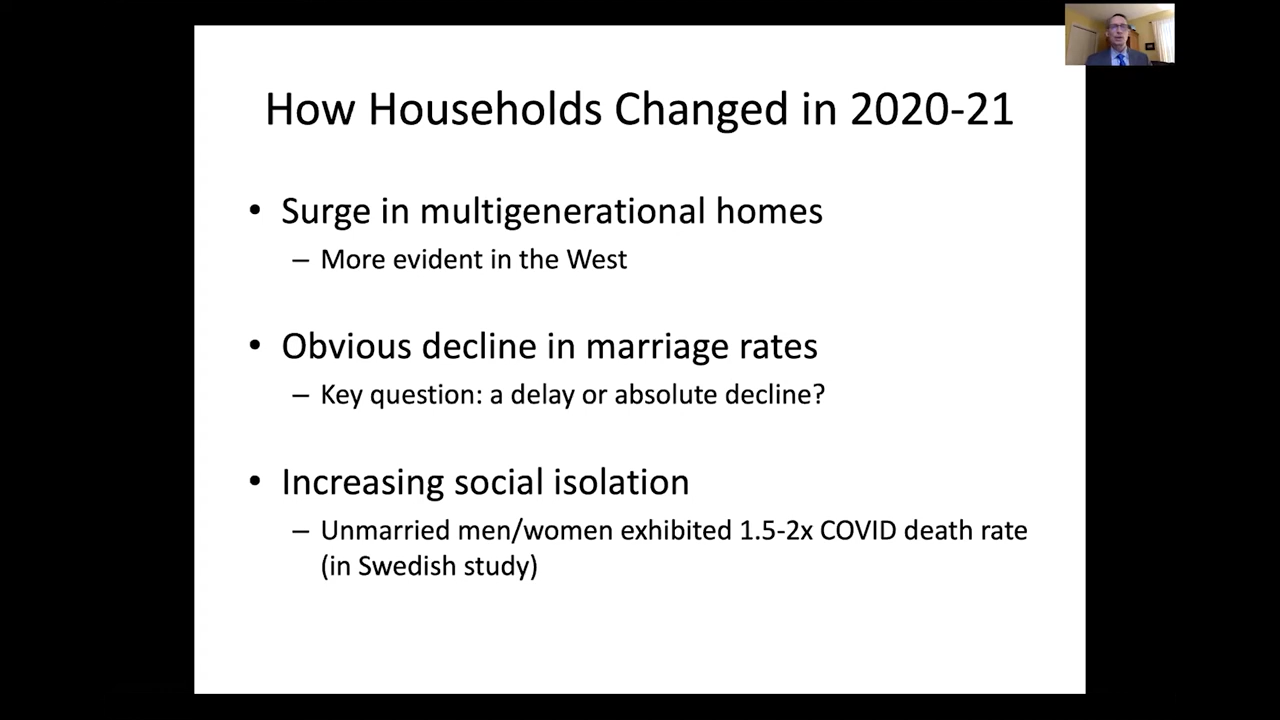 How Households Changed in 2020-21
• Surge in multigenerational homes
– More evident in the West
• Obvious decline in marriage rates
– Key question: a delay or absolute decline?
• Increasing social isolation
– Unmarried men/women exhibited 1.5-2x COVID death rate
(in Swedish study)